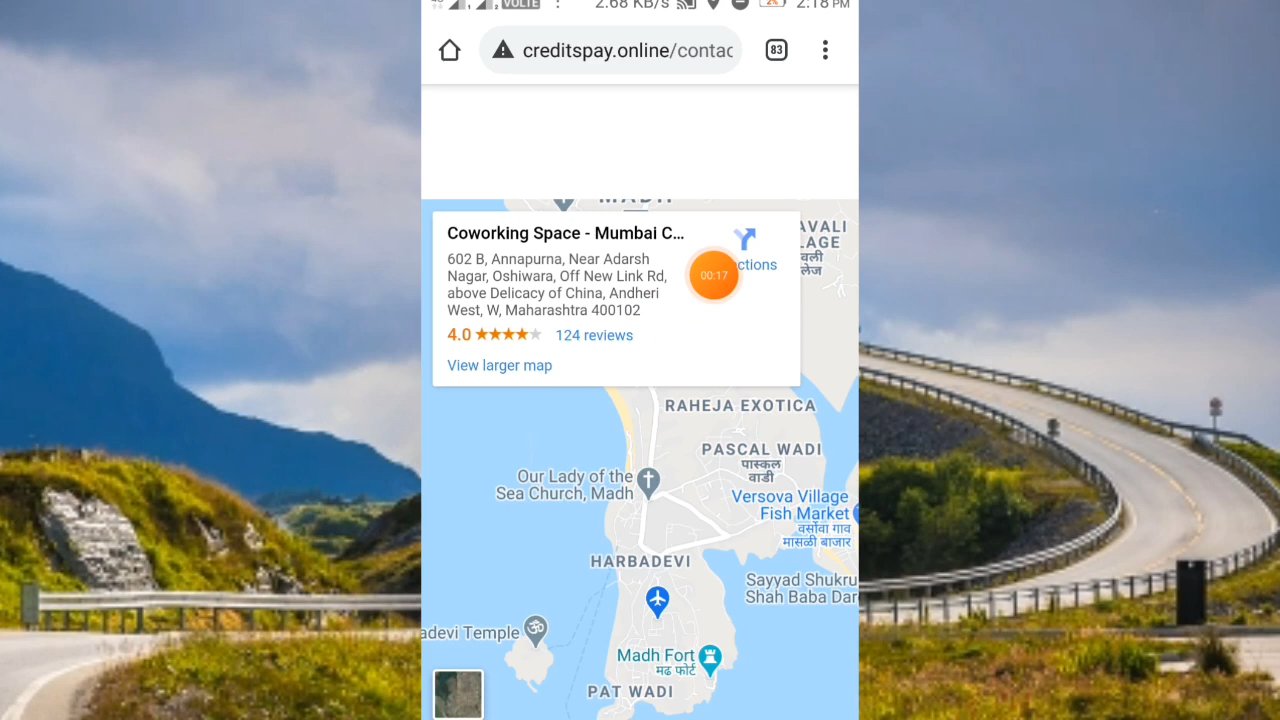 VOLTE
2.68 KB/s
2%
2:18 PM
creditspay.online/contac
83
MADH
Coworking Space - Mumbai C...
602 B, Annapurna, Near Adarsh
Nagar, Oshiwara, Off New Link Rd,
above Delicacy of China, Andheri
West, W, Maharashtra 400102
4.0
124 reviews
View larger map
ctions
00:17
AVALI
LAGE
वली
लेज
RAHEJA EXOTICA
PASCAL WADI
पास्कल
वाडी
Our Lady of the
Sea Church, Madh
Versova Village
Fish Market
वर्सोवा गाव
मासळी बाजार
HARBADEVI
Sayyad Shukru
Shah Baba Dar
adevi Temple
Madh Fort
मढ फोर्ट
PAT WADI